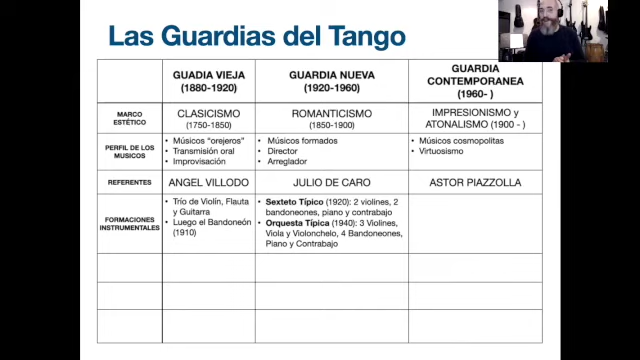 Las Guardias del Tango
GUADIA VIEJA
(1880-1920)
GUARDIA NUEVA
(1920-1960)
GUARDIA
CONTEMPORANEA
(1960- )
MARCO
ESTÉTICO
CLASICISMO
(1750-1850)
ROMANTICISMO
(1850-1900)
IMPRESIONISMO y
ATONALISMO (1900 - )
PERFIL DE LOS
MUSICOS
• Músicos "orejeros"
• Transmisión oral
• Improvisación
• Músicos formados
• Director
• Arreglador
• Músicos cosmopolitas
• Virtuosismo
REFERENTES
ANGEL VILLODO
JULIO DE CARO
ASTOR PIAZZOLLA
FORMACIONES
INSTRUMENTALES
• Trío de Violín, Flauta
y Guitarra
• Luego el Bandoneón
(1910)
• Sexteto Típico (1920): 2 violines, 2
bandoneones, piano y contrabajo
• Orquesta Típica (1940): 3 Violines,
Viola y Violonchelo, 4 Bandoneones,
Piano y Contrabajo